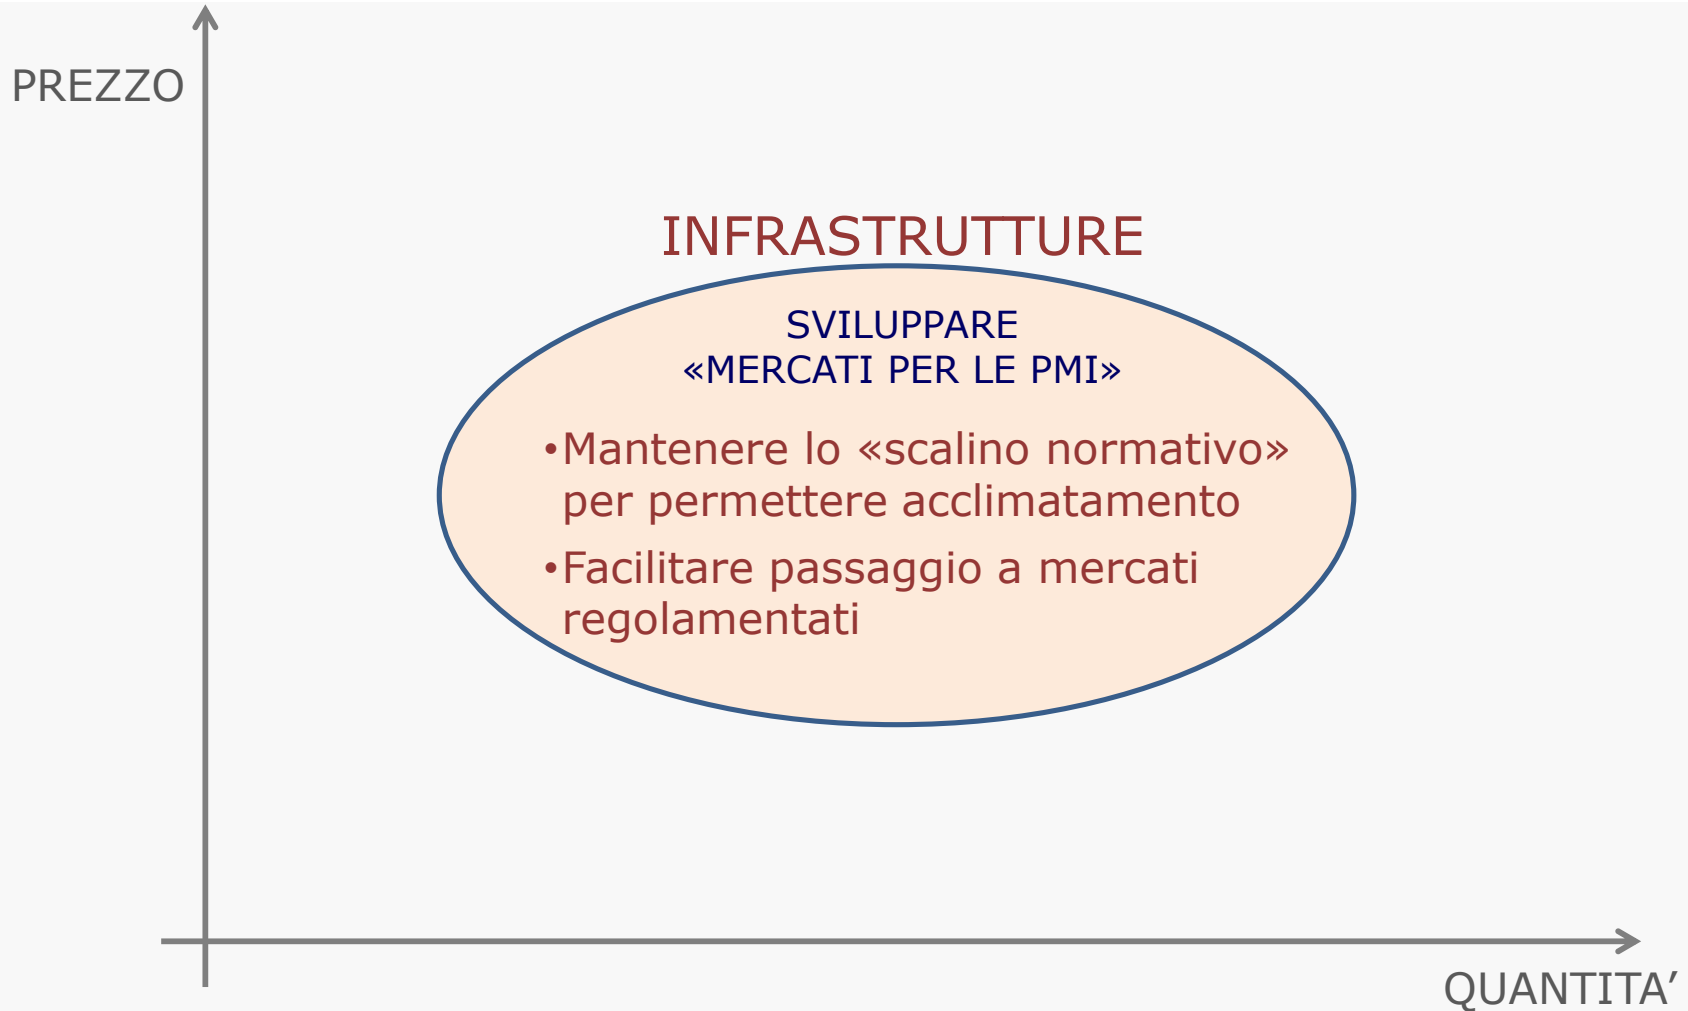 PREZZO
INFRASTRUTTURE
SVILUPPARE
«MERCATI PER LE PMI»
•Mantenere lo «scalino normativo»
per permettere acclimatamento
•Facilitare passaggio a mercati
regolamentati
QUANTITA’